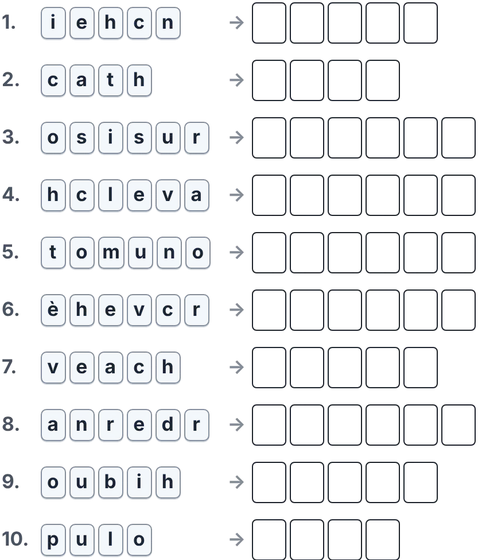 1. i e h c n →
2. c a t h →
3. o s i s u r →
4. h c l e v a →
5. t o m u n o →
6. è h e v c r →
7. v e a c h →
8. a n r e d r →
9. o u b i h →
10. p u l o →